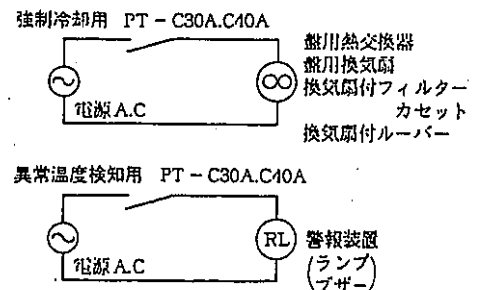 強制冷却用 PT－C30A.C40A
盤用熱交換器
盤用換気扇
換気扇付フィルター
カセット
換気扇付ルーバー
電源A.C
異常温度検知用 PT－C30A.C40A
RL
警報装置
(ランプ
ブザー)
電源A.C